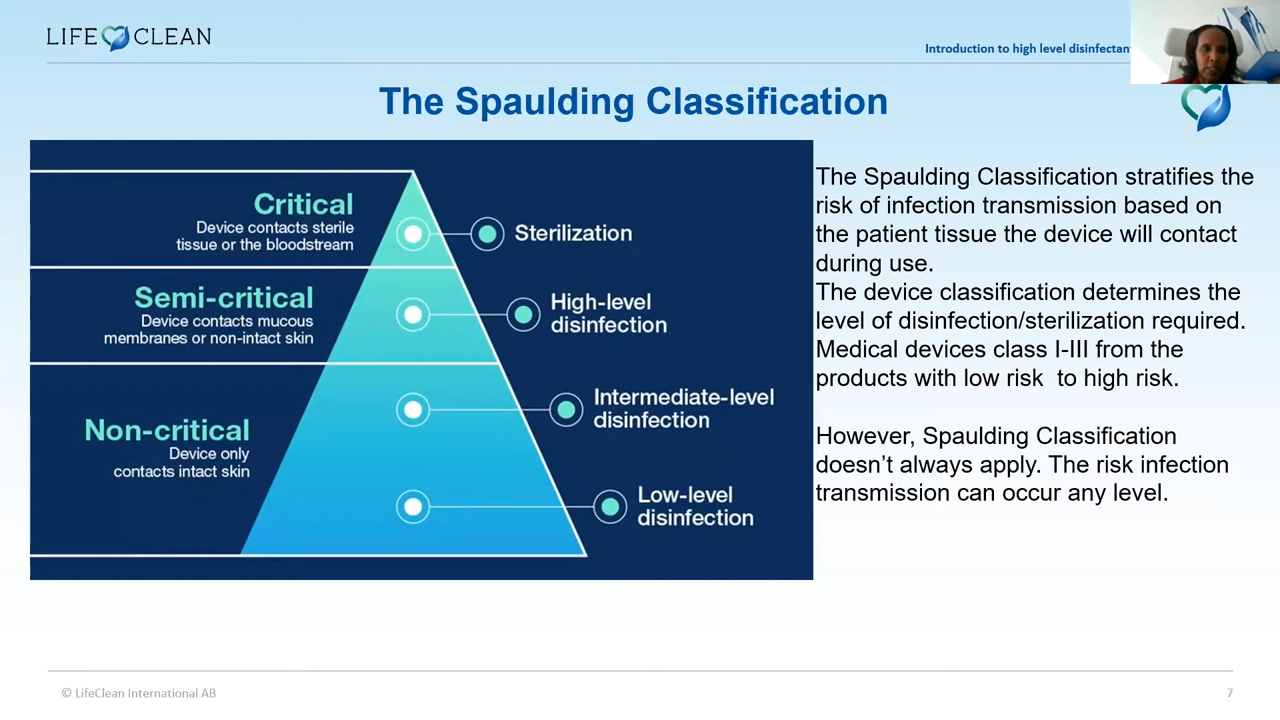 LIFE CLEAN
Introduction to high level disinfectant
The Spaulding Classification
Critical
Device contacts sterile
tissue or the bloodstream
Sterilization
Semi-critical
Device contacts mucous
membranes or non-intact skin
High-level
disinfection
Non-critical
Device only
contacts intact skin
Intermediate-level
disinfection
Low-level
disinfection
The Spaulding Classification stratifies the
risk of infection transmission based on
the patient tissue the device will contact
during use.
The device classification determines the
level of disinfection/sterilization required.
Medical devices class I-III from the
products with low risk  to high risk.
However, Spaulding Classification
doesn’t always apply. The risk infection
transmission can occur any level.
© LifeClean International AB
7